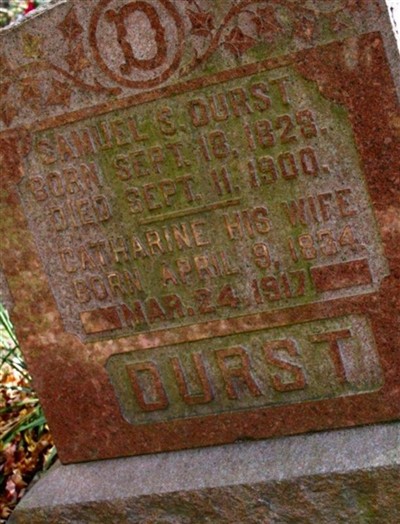 D
SAMUEL S. DURST
BORN SEPT. 18, 1828.
DIED SEPT. 11, 1900.
CATHARINE HIS WIFE
BORN APRIL 9, 1834.
MAR. 24, 1917
DURST